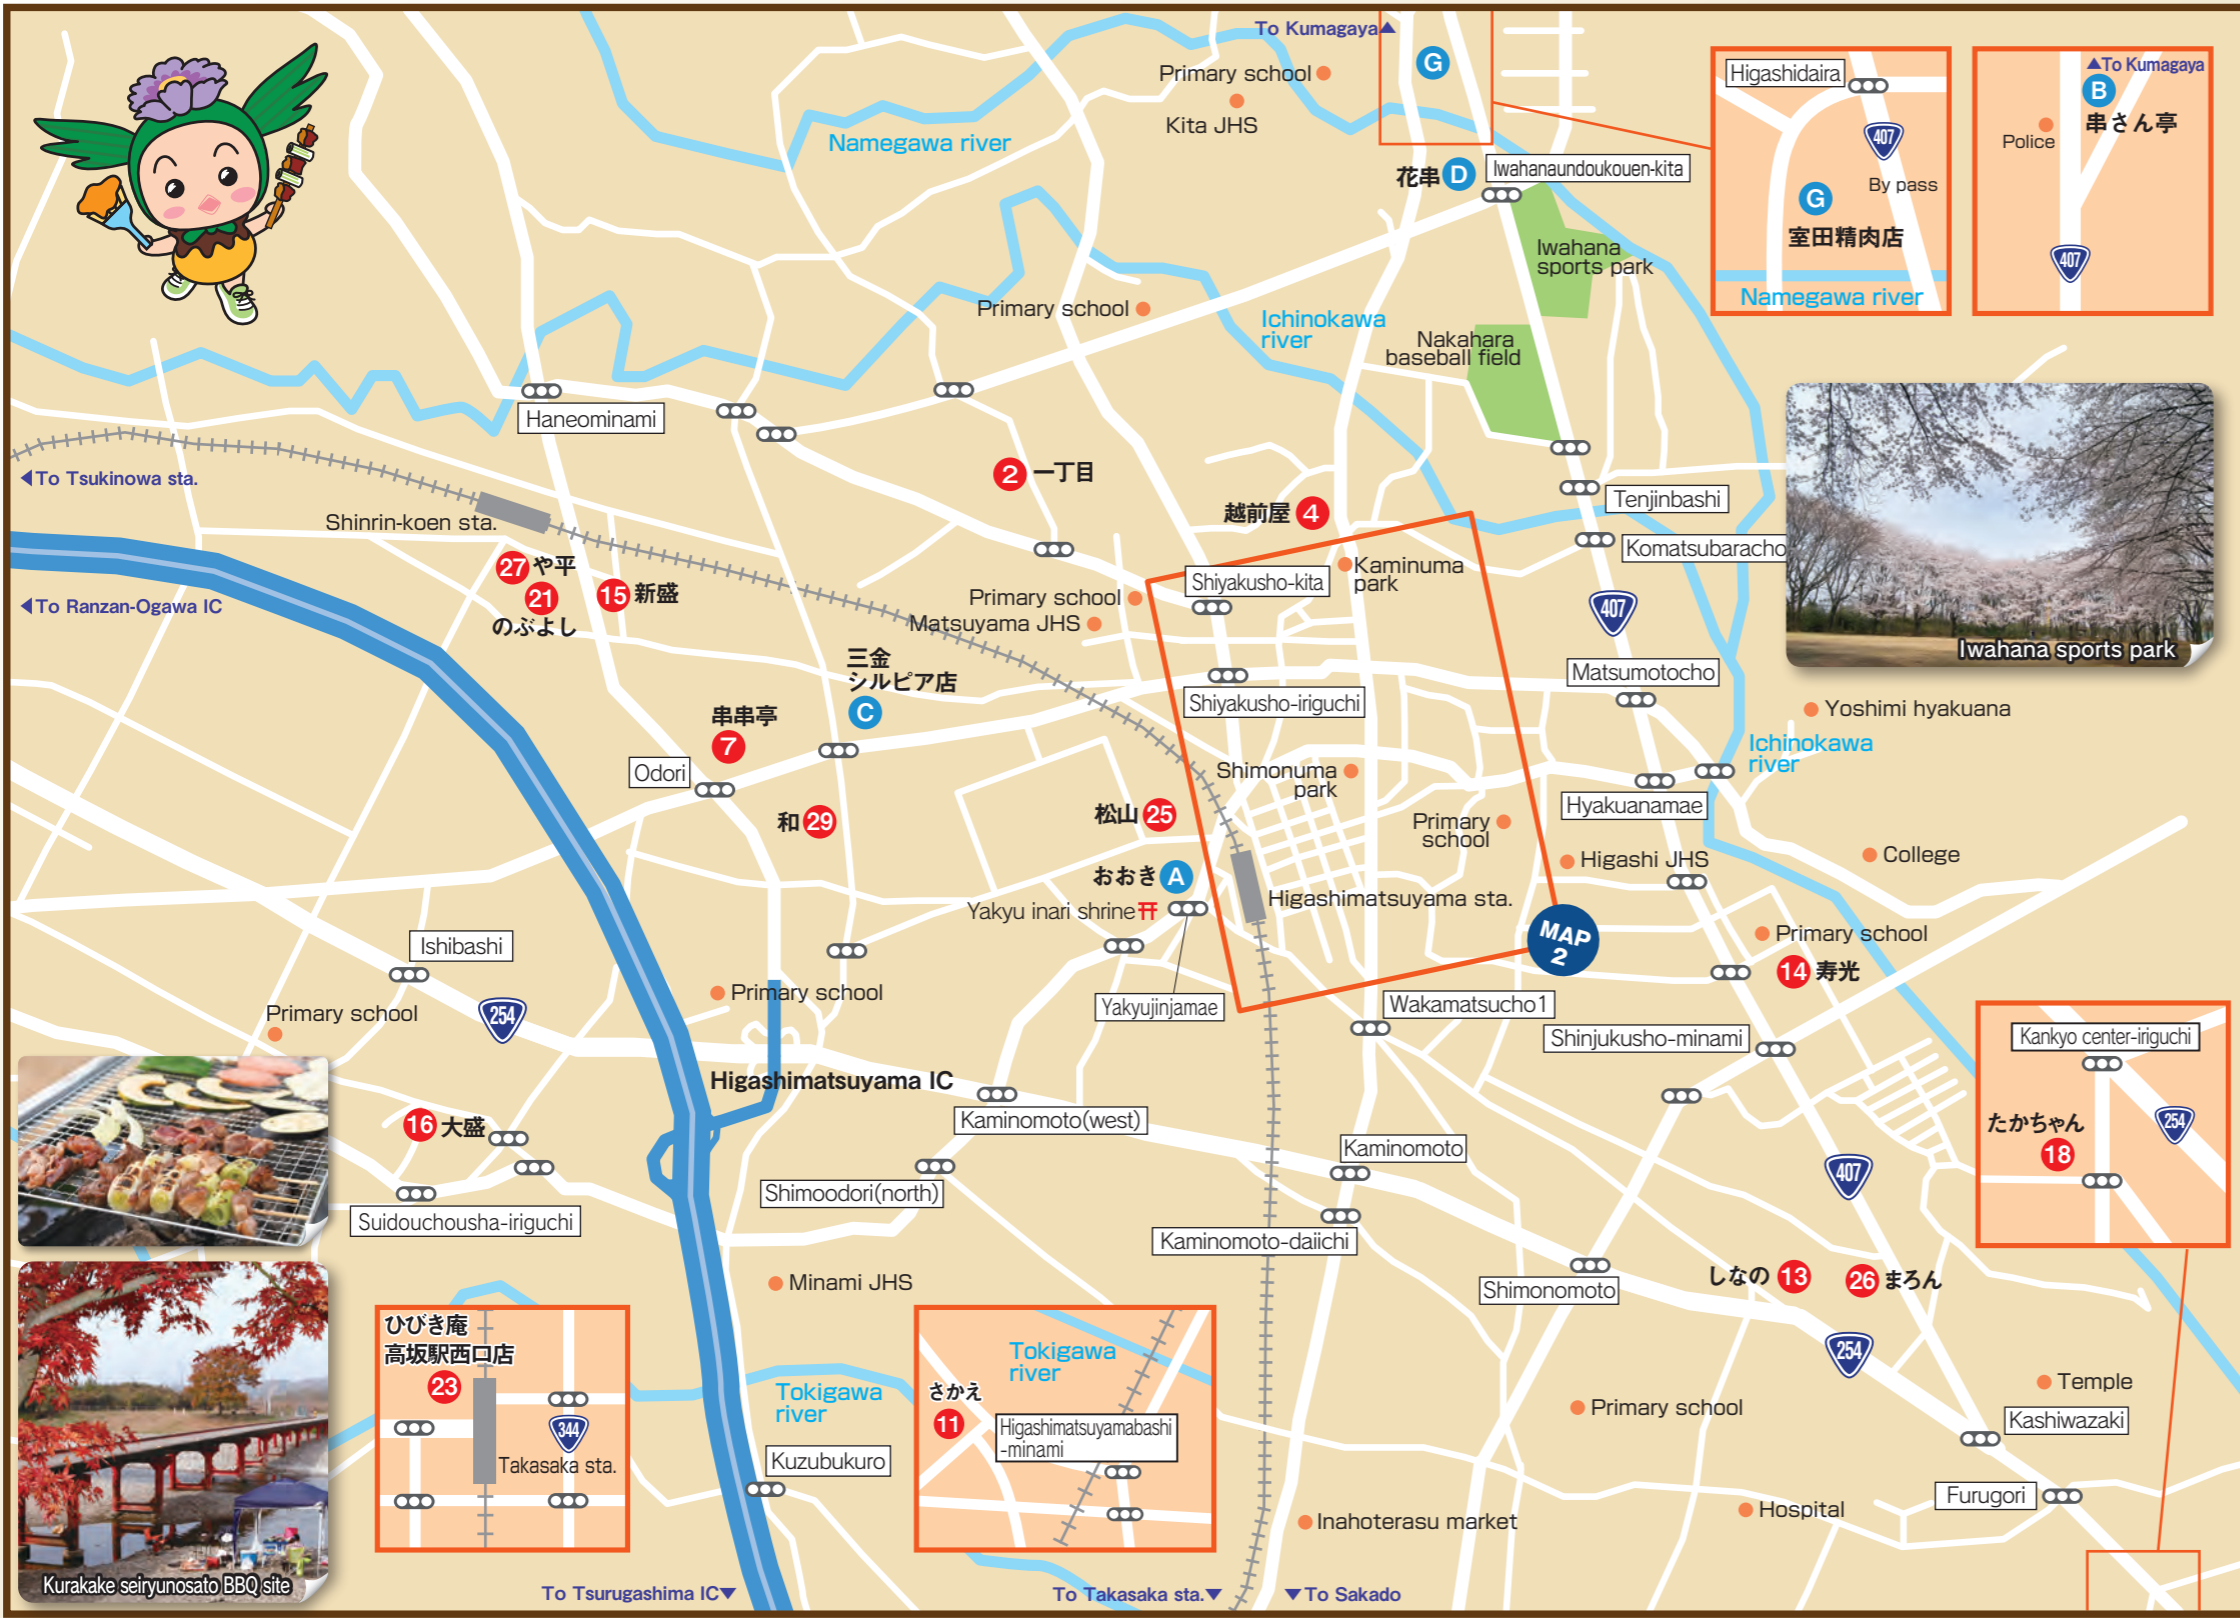 To Kumagaya▲
G
Primary school
Kita JHS
Namegawa river
花串 D
Iwahanaundoukouen-kita
Higashidaira
407
By pass
G
室田精肉店
Namegawa river
▲To Kumagaya
B
串さん亭
Police
407
Iwahana
sports park
Primary school
Ichinokawa
river
Nakahara
baseball field
Haneominami
◀To Tsukinowa sta.
2 一丁目
Shinrin-koen sta.
越前屋 4
Tenjinbashi
Komatsubaracho
27 や平
21
のぶよし
15 新盛
◀To Ranzan-Ogawa IC
Shiyakusho-kita
Kaminuma
park
Primary school
Matsuyama JHS
407
Iwahana sports park
三金
シルピア店
C
Shiyakusho-iriguchi
Matsumotocho
Yoshimi hyakuana
串串亭
7
Odori
Shimonuma
park
Ichinokawa
river
Hyakuanamae
和 29
松山 25
Primary
school
Higashi JHS
College
おおき A
Yakyu inari shrine
Higashimatsuyama sta.
MAP
2
Primary school
14 寿光
Ishibashi
254
Primary school
Primary school
Yakyujinjamae
Wakamatsucho1
Shinjukusho-minami
Kankyo center-iriguchi
254
たかちゃん
18
Higashimatsuyama IC
16 大盛
Kaminomoto(west)
Kaminomoto
407
Shimoodori(north)
Suidouchousha-iriguchi
Kaminomoto-daiichi
Minami JHS
しなの 13
26 まろん
Shimonomoto
254
ひびき庵
高坂駅西口店
23
344
Takasaka sta.
Tokigawa
river
Kuzubukuro
Tokigawa
river
さかえ
11
Higashimatsuyamabashi
-minami
Primary school
Temple
Kashiwazaki
Furugori
Hospital
Inahoterasu market
Kurakake seiryunosato BBQ site
To Tsurugashima IC▼
To Takasaka sta.▼
▼To Sakado